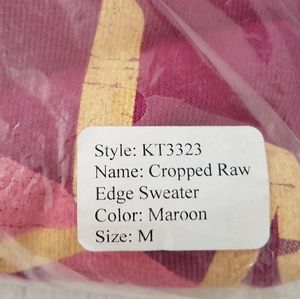 Style: KT3323
Name: Cropped Raw
Edge Sweater
Color: Maroon
Size: M